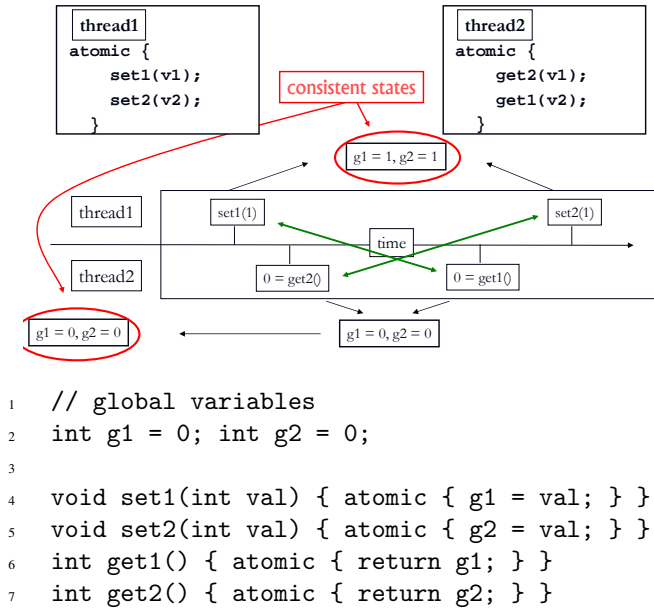 thread1
atomic {
set1(v1);
set2(v2);
}
thread2
atomic {
get2(v1);
get1(v2);
}
consistent states
g1 = 1, g2 = 1
thread1
set1(1)
set2(1)
time
thread2
0 = get2()
0 = get1()
g1 = 0, g2 = 0
g1 = 0, g2 = 0
1 // global variables
2 int g1 = 0; int g2 = 0;
3
4 void set1(int val) { atomic { g1 = val; } }
5 void set2(int val) { atomic { g2 = val; } }
6 int get1() { atomic { return g1; } }
7 int get2() { atomic { return g2; } }